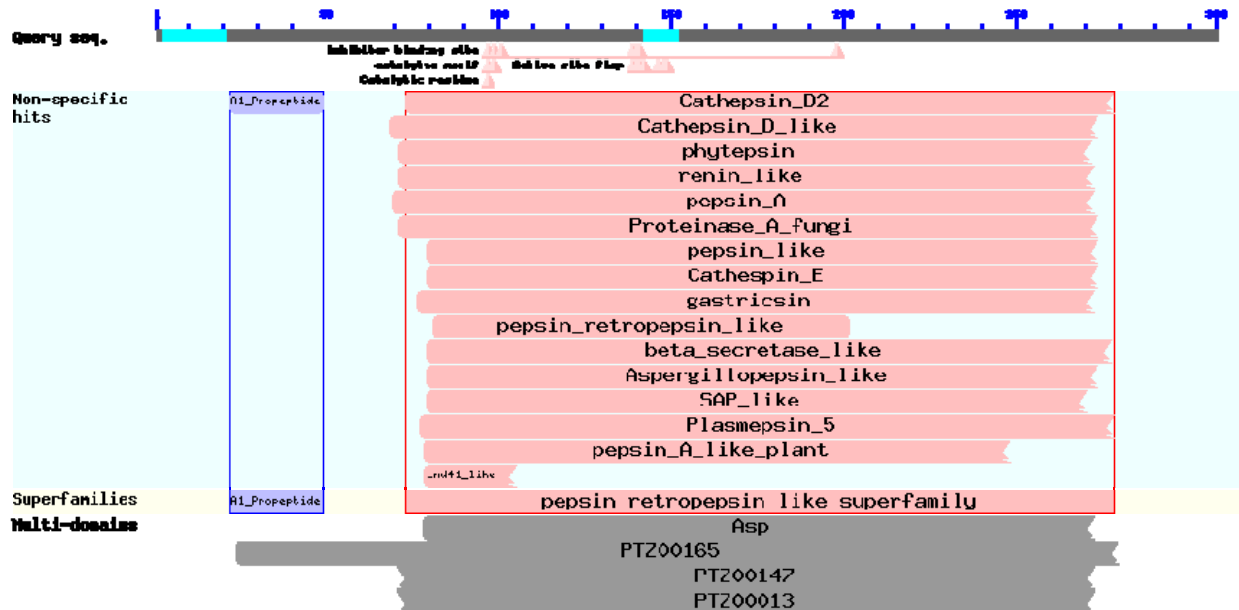 1 50 100 150 200 250 300
Query seq.
Inhibitor binding site
catalytic motif Active site flap
Catalytic residue
Non-specific hits
A1_Propeptide Cathepsin_D2
Cathepsin_D_like
phytepsin
renin_like
pepsin_A
Proteinase_A_fungi
pepsin_like
Cathespin_E
gastricsin
pepsin_retropepsin_like
beta_secretase_like
Aspergillopepsin_like
SAP_like
Plasmepsin_5
pepsin_A_like_plant
nd41_like
Superfamilies A1_Propeptide pepsin retropepsin like superfamily
Multi-domains Asp
PTZ00165
PTZ00147
PTZ00013